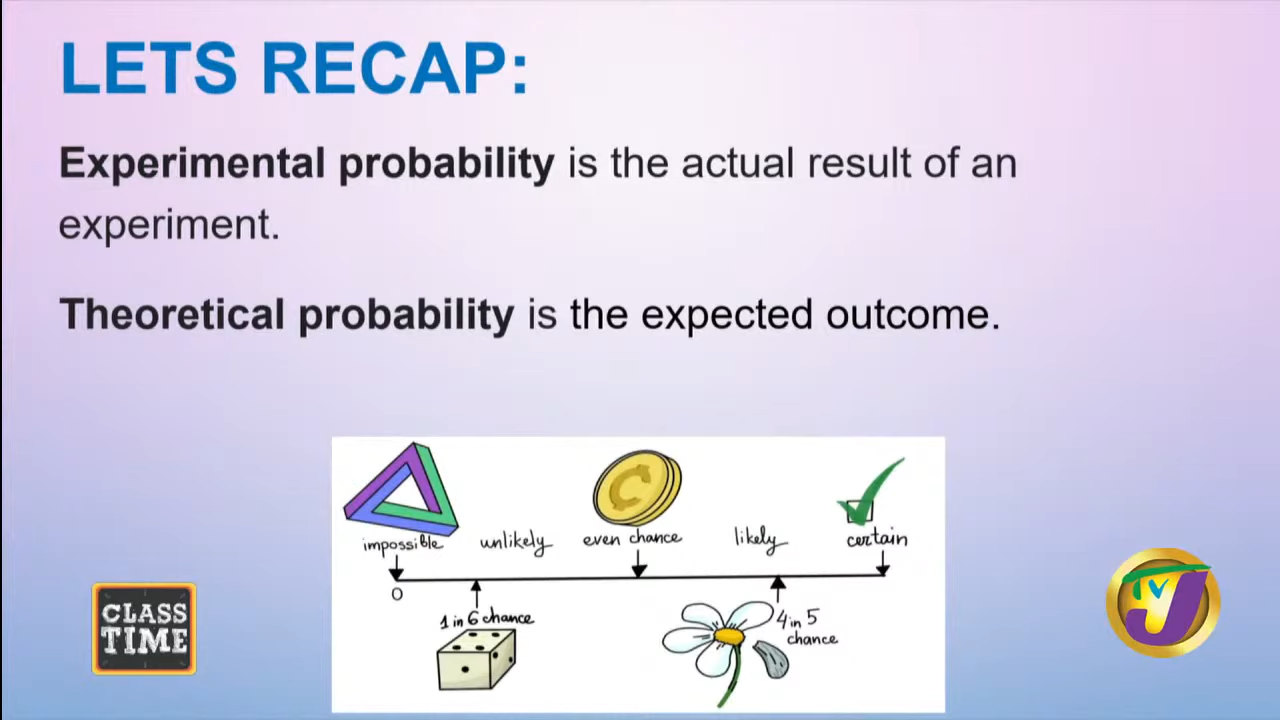 LETS RECAP:
Experimental probability is the actual result of an
experiment.
Theoretical probability is the expected outcome.
impossible
unlikely
even chance
likely
certain
0
1 in 6 chance
4 in 5
chance
CLASS
TIME
TVJ